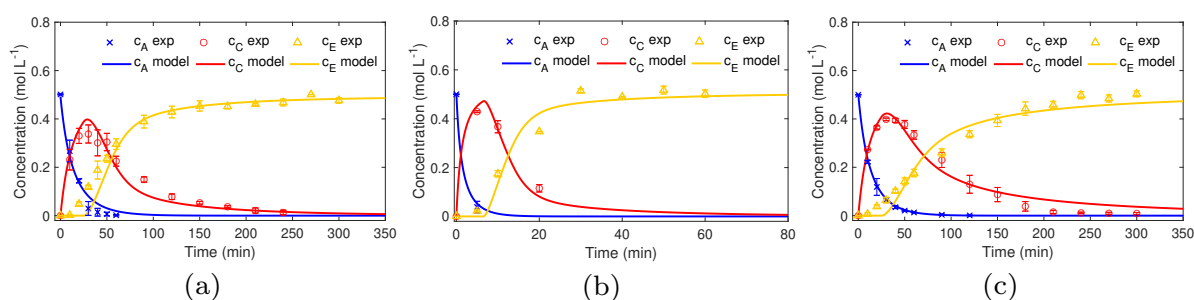 Concentration (mol L⁻¹)
0.8
0.6
0.4
0.2
0
c_A exp c_C exp c_E exp
c_A model c_C model c_E model
0 50 100 150 200 250 300 350
Time (min)
(a)
Concentration (mol L⁻¹)
0.8
0.6
0.4
0.2
0
c_A exp c_C exp c_E exp
c_A model c_C model c_E model
0 20 40 60 80
Time (min)
(b)
Concentration (mol L⁻¹)
0.8
0.6
0.4
0.2
0
c_A exp c_C exp c_E exp
c_A model c_C model c_E model
0 50 100 150 200 250 300 350
Time (min)
(c)